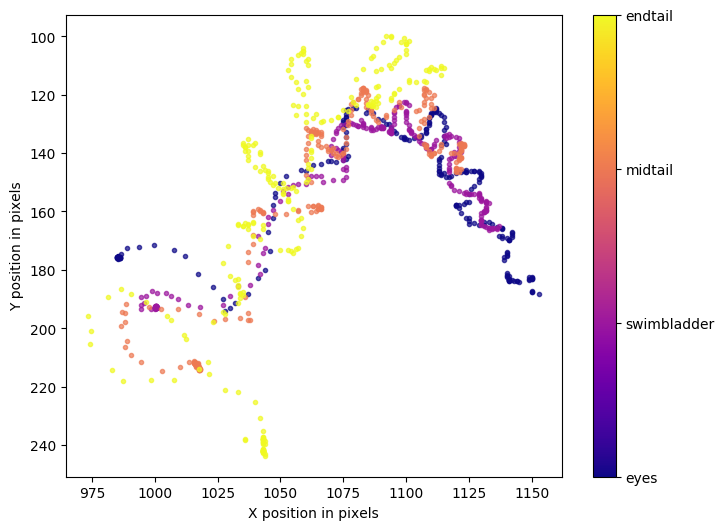 100
120
140
160
180
200
220
240
Y position in pixels
975
1000
1025
1050
1075
1100
1125
1150
X position in pixels
endtail
midtail
swimbladder
eyes